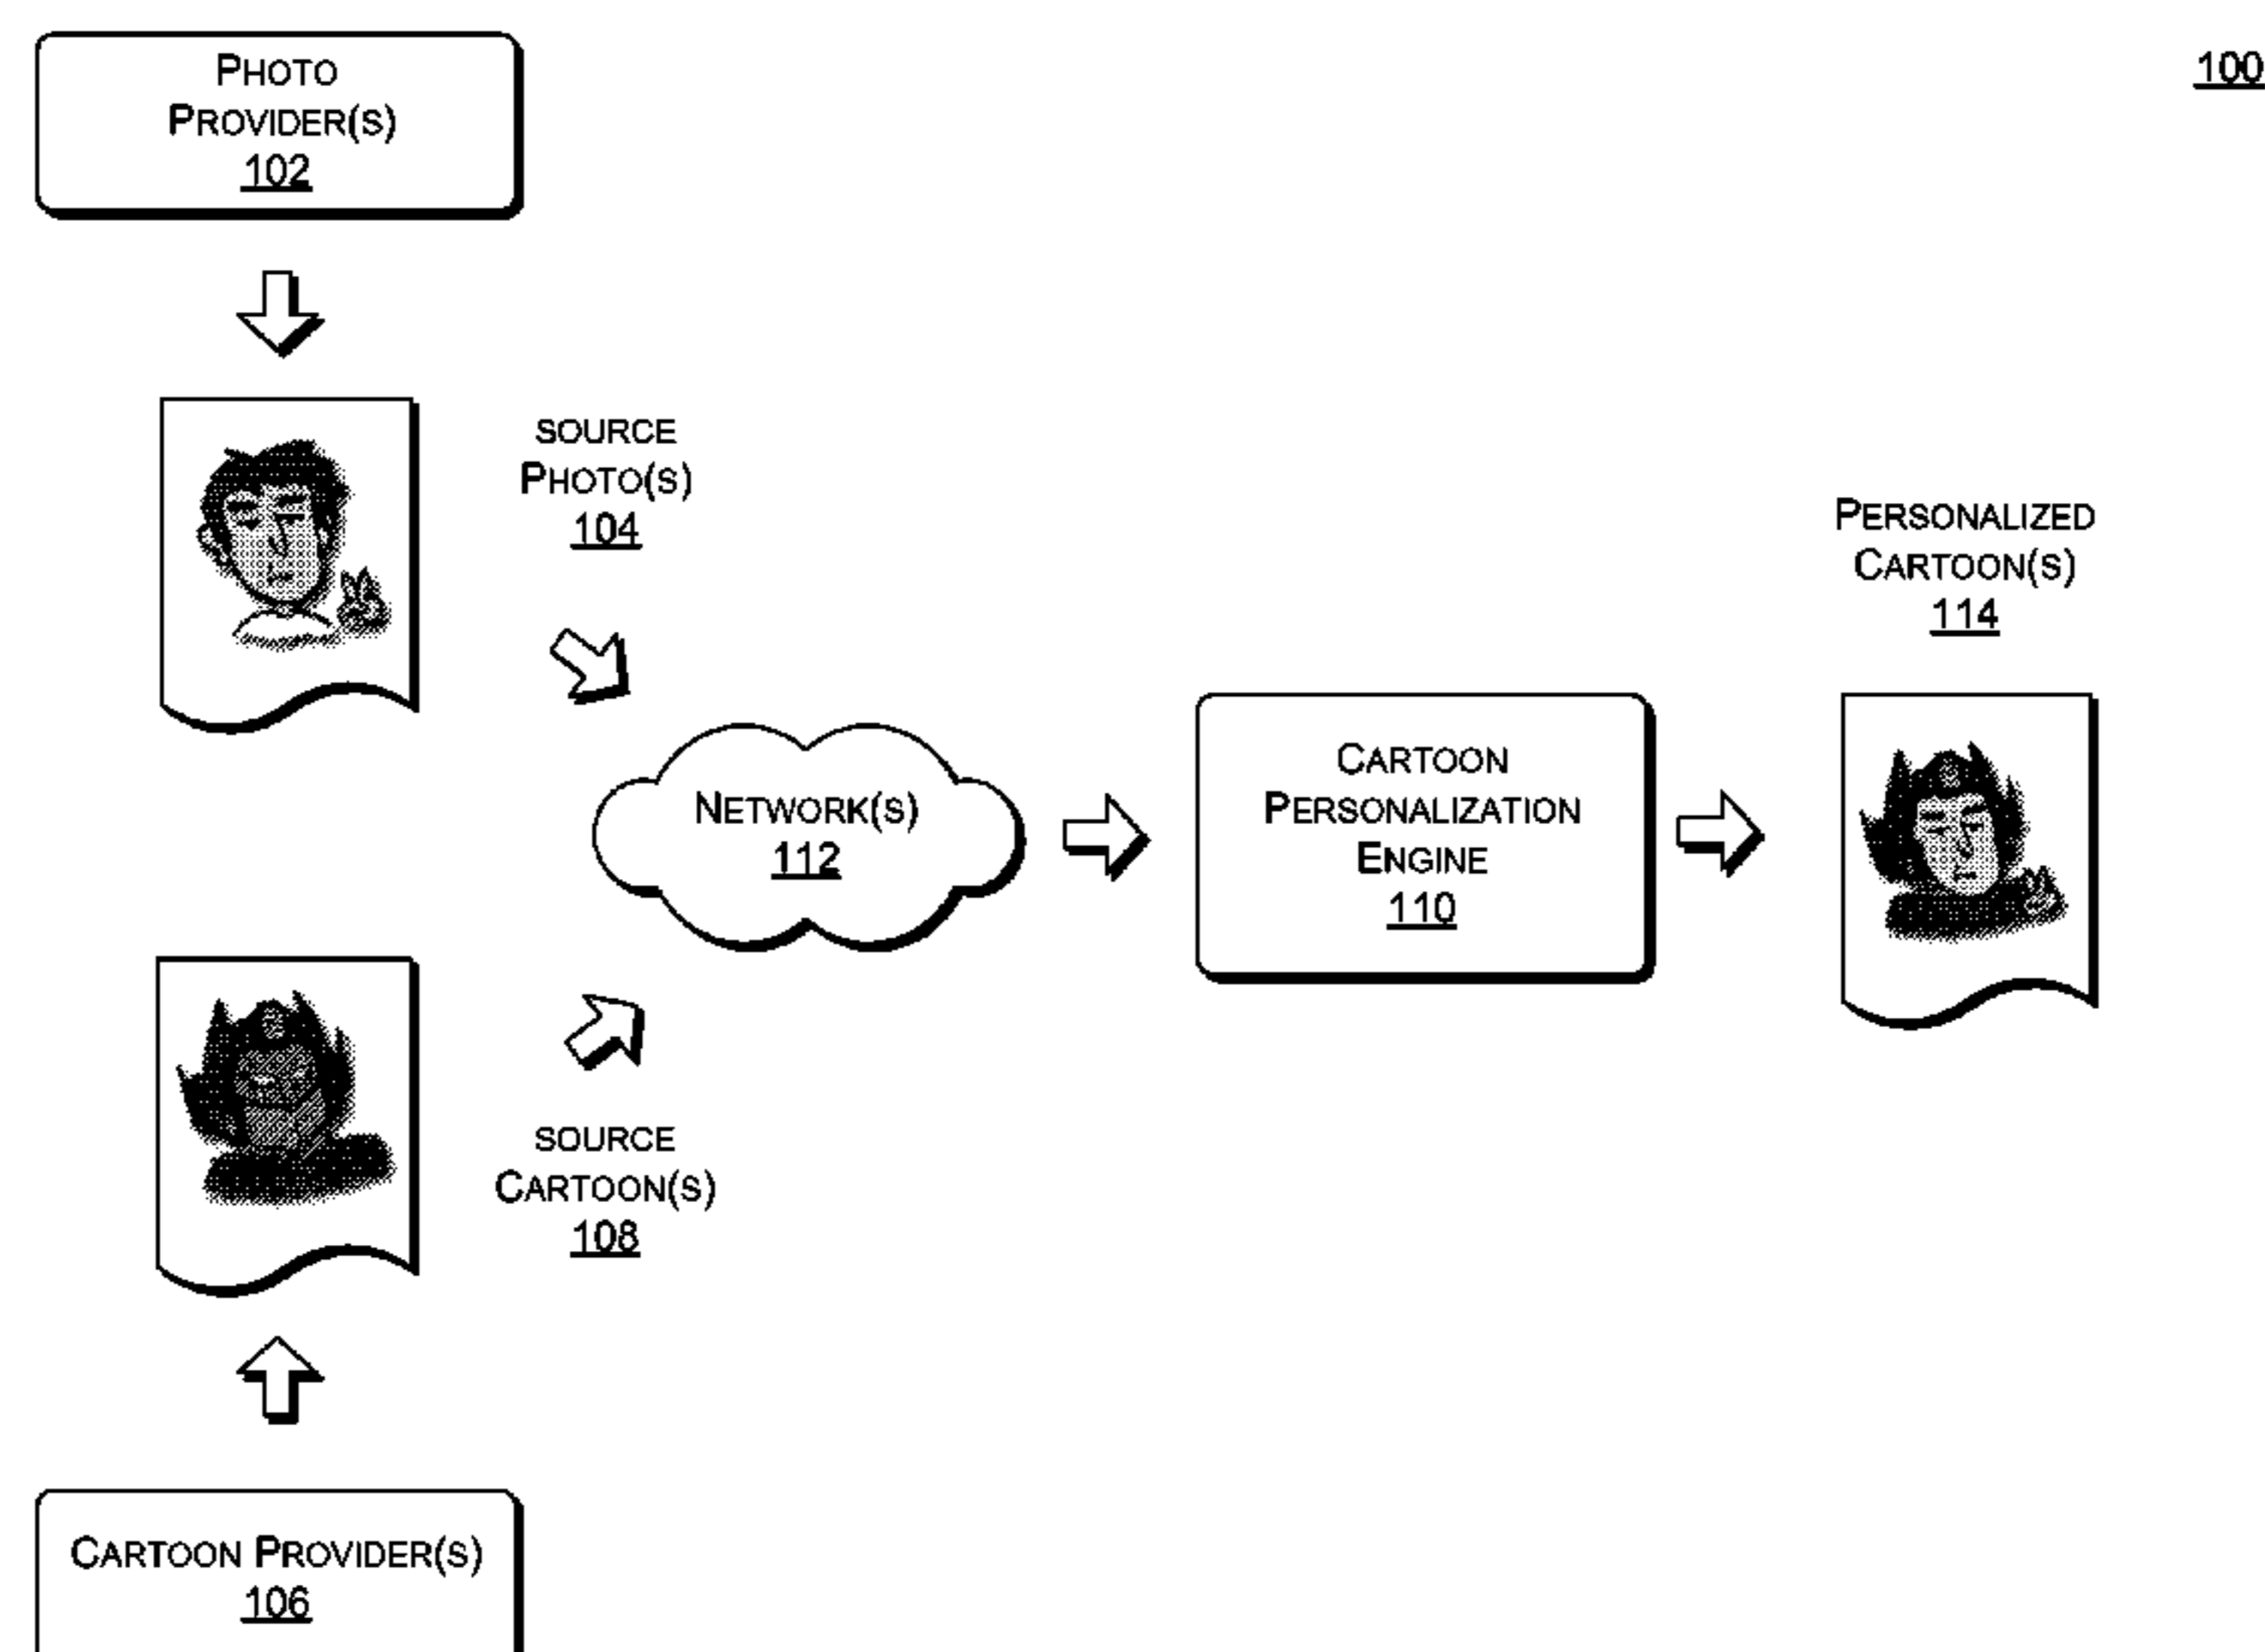 100
PHOTO
PROVIDER(S)
102
SOURCE
PHOTO(S)
104
PERSONALIZED
CARTOON(S)
114
NETWORK(S)
112
CARTOON
PERSONALIZATION
ENGINE
110
SOURCE
CARTOON(S)
108
CARTOON PROVIDER(S)
106